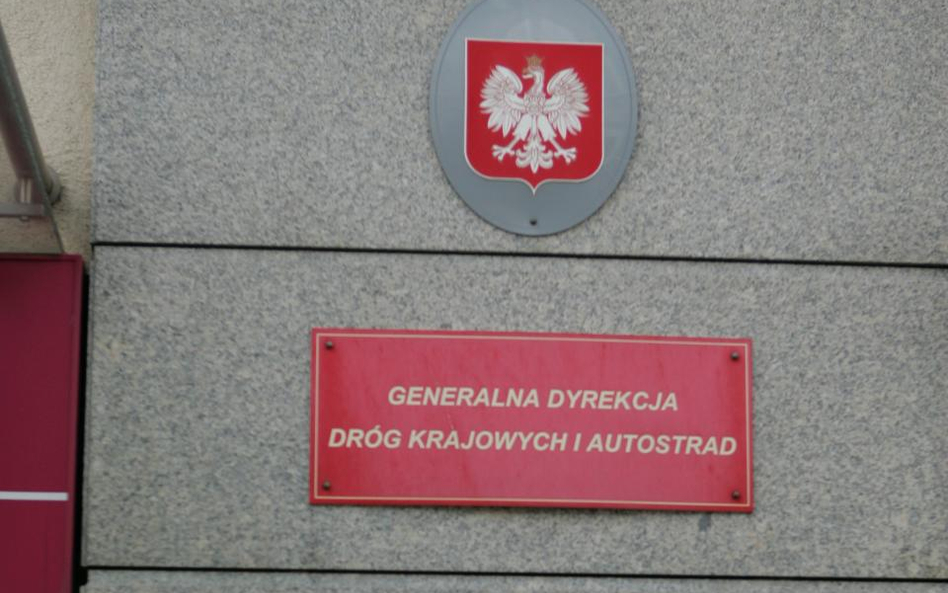 GENERALNA DYREKCJA
DRÓG KRAJOWYCH I AUTOSTRAD